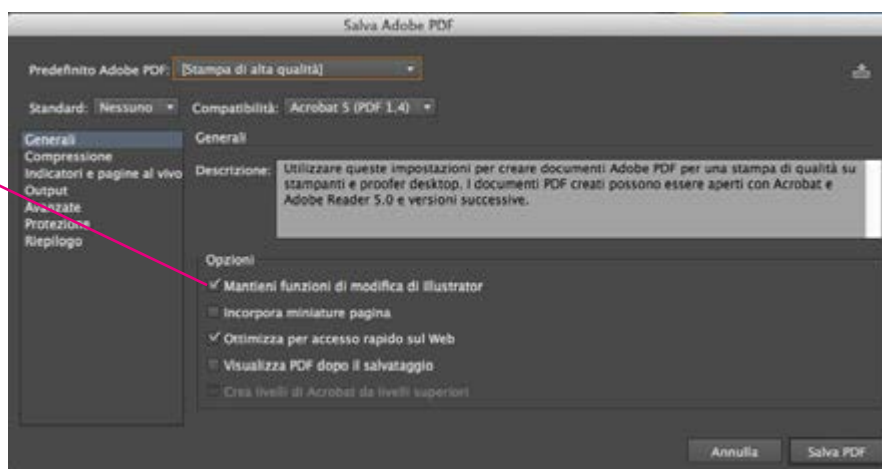 Salva Adobe PDF
Predefinito Adobe PDF: [Stampa di alta qualità]
Standard: Nessuno Compatibilità: Acrobat 5 (PDF 1.4)
Generali
Compressione
Indicatori e pagine al vivo
Output
Avanzate
Protezione
Riepilogo
Generali
Descrizione: Utilizzare queste impostazioni per creare documenti Adobe PDF per una stampa di qualità su
stampanti e proofer desktop. I documenti PDF creati possono essere aperti con Acrobat e
Adobe Reader 5.0 e versioni successive.
Opzioni
Mantieni funzioni di modifica di Illustrator
Incorpora miniature pagina
Ottimizza per accesso rapido sul Web
Visualizza PDF dopo il salvataggio
Crea livelli di Acrobat da livelli superiori
Annulla Salva PDF